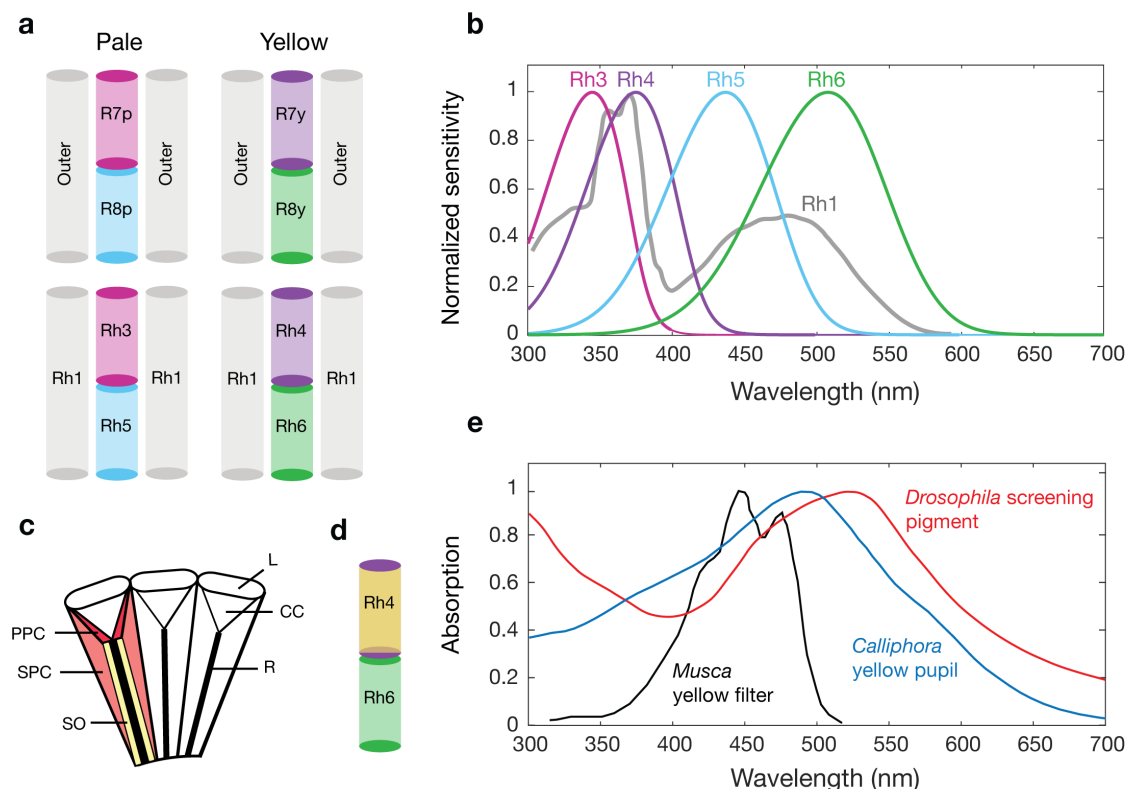 a
Pale
Yellow
Outer
R7p
R8p
Outer
Outer
R7y
R8y
Outer
Rh1
Rh3
Rh5
Rh1
Rh1
Rh4
Rh6
Rh1
b
Normalized sensitivity
1
0.8
0.6
0.4
0.2
0
Rh3
Rh4
Rh5
Rh6
Rh1
300 350 400 450 500 550 600 650 700
Wavelength (nm)
c
L
CC
R
PPC
SPC
SO
d
Rh4
Rh6
e
Absorption
1
0.8
0.6
0.4
0.2
0
Drosophila screening
pigment
Calliphora
yellow pupil
Musca
yellow filter
300 350 400 450 500 550 600 650 700
Wavelength (nm)